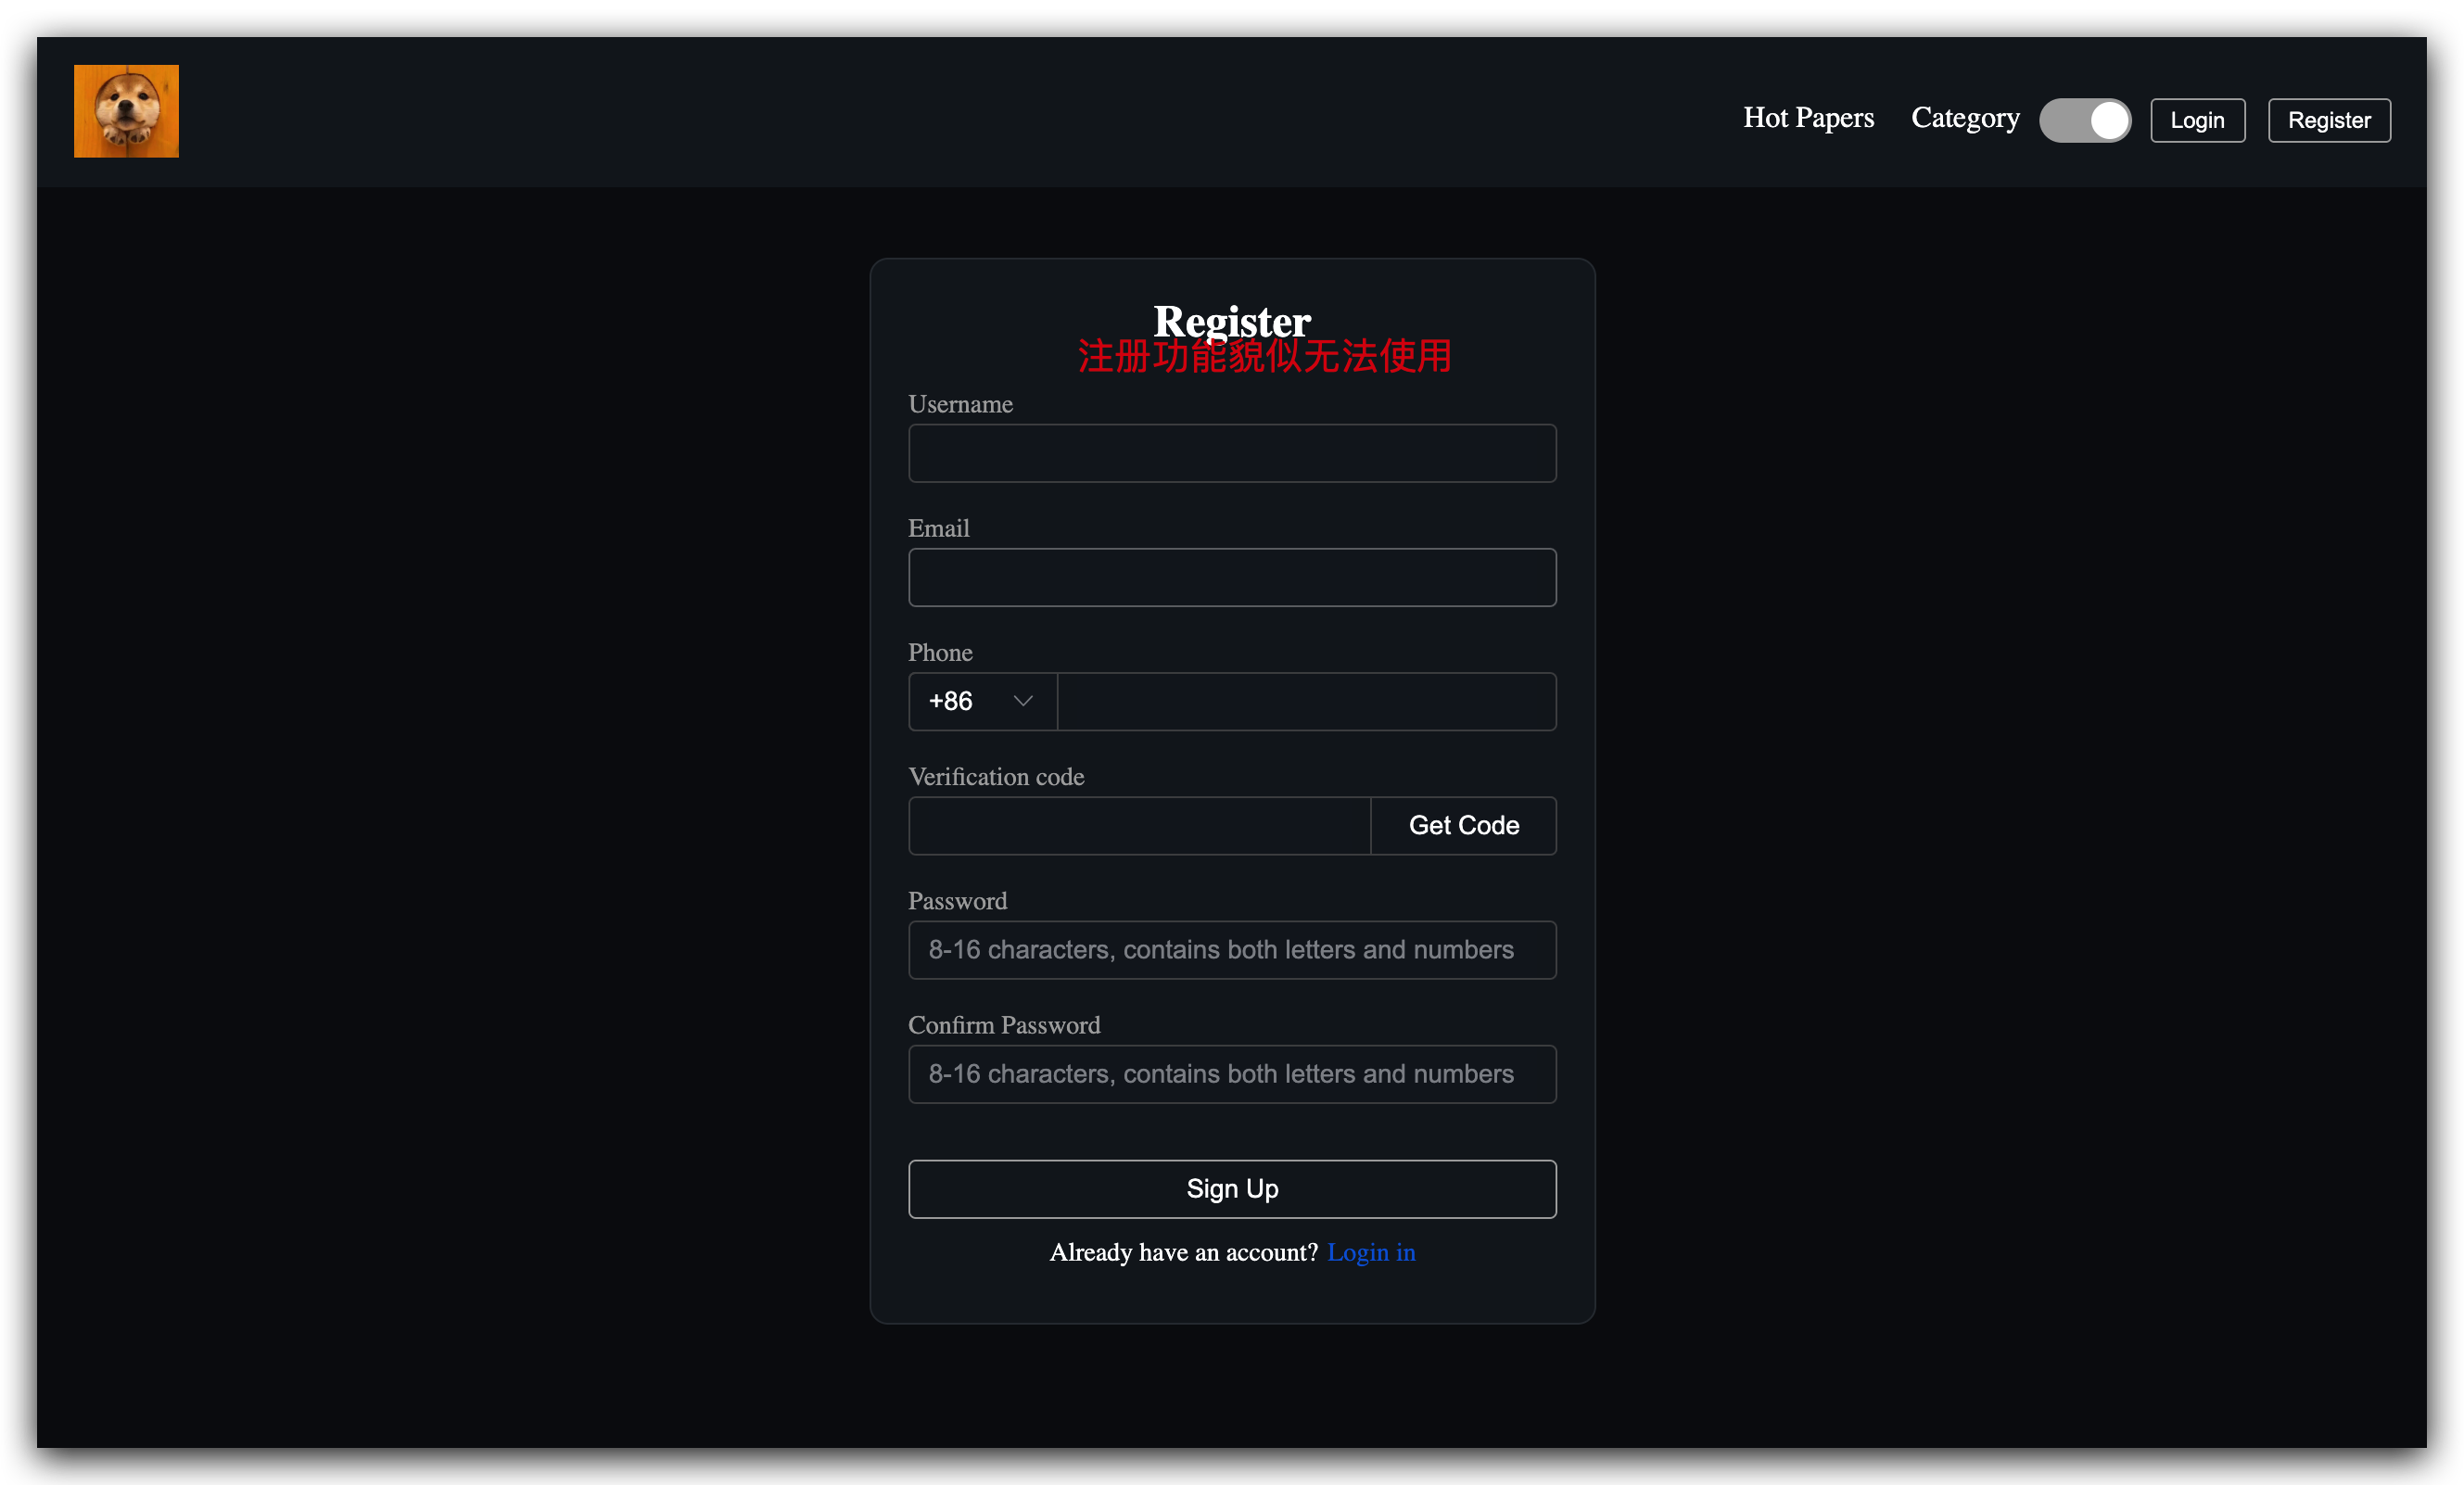 Hot Papers Category Login Register
Register
注册功能貌似无法使用
Username
Email
Phone
+86
Verification code
Get Code
Password
8-16 characters, contains both letters and numbers
Confirm Password
8-16 characters, contains both letters and numbers
Sign Up
Already have an account? Login in